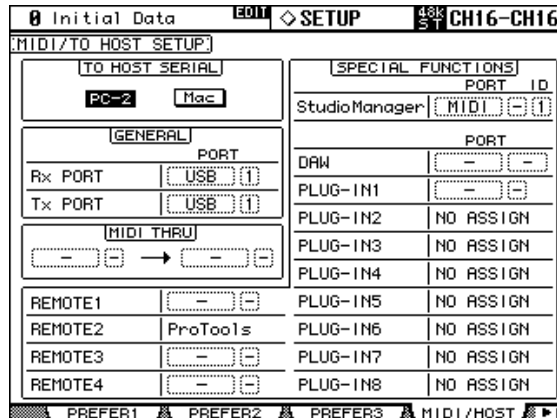 0 Initial Data EDIT ◇ SETUP 48K ST CH16-CH16
MIDI/TO HOST SETUP
TO HOST SERIAL
PC-2 Mac
GENERAL
PORT
Rx PORT USB 1
Tx PORT USB 1
MIDI THRU
- - → - -
REMOTE1 - -
REMOTE2 ProTools
REMOTE3 - -
REMOTE4 - -
SPECIAL FUNCTIONS
PORT ID
StudioManager MIDI - 1
PORT
DAW - -
PLUG-IN1 - -
PLUG-IN2 NO ASSIGN
PLUG-IN3 NO ASSIGN
PLUG-IN4 NO ASSIGN
PLUG-IN5 NO ASSIGN
PLUG-IN6 NO ASSIGN
PLUG-IN7 NO ASSIGN
PLUG-IN8 NO ASSIGN
PREFER1 PREFER2 PREFER3 MIDI/HOST